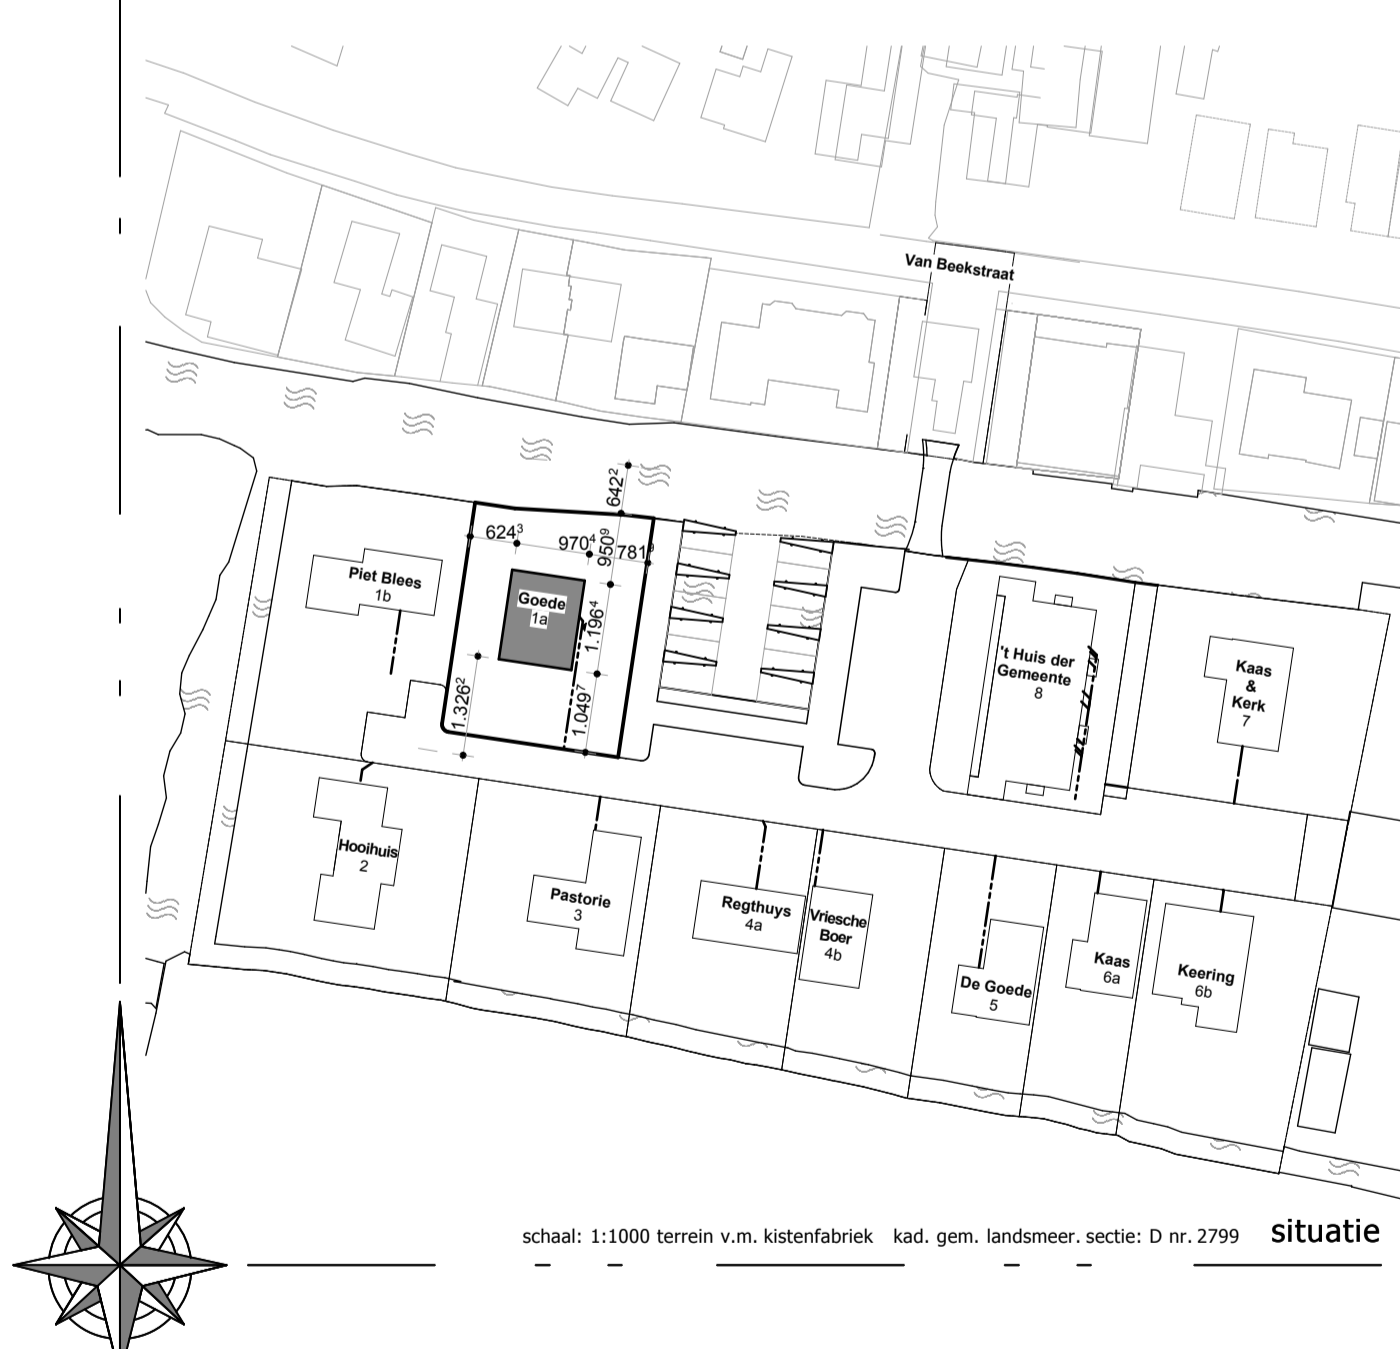 Van Beekstraat
642²
624³
970⁴
950⁹
781⁹
Piet Blees
1b
Goede
1a
1.196⁴
1.326²
1.049⁷
't Huis der
Gemeente
8
Kaas
&
Kerk
7
Hooihuis
2
Pastorie
3
Regthuys
4a
Vriesche
Boer
4b
De Goede
5
Kaas
6a
Keering
6b
schaal: 1:1000 terrein v.m. kistenfabriek kad. gem. landsmeer. sectie: D nr. 2799 situatie